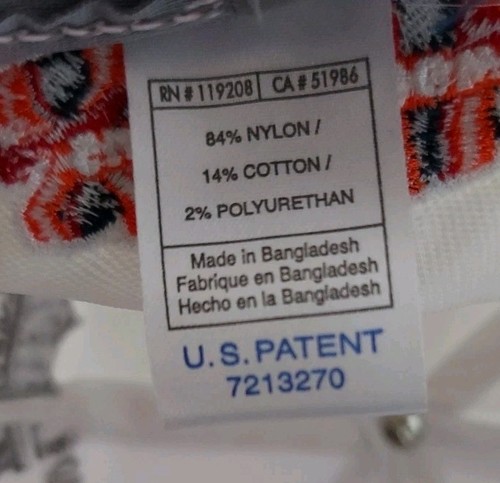 RN # 119208 CA # 51986
84% NYLON /
14% COTTON /
2% POLYURETHAN
Made in Bangladesh
Fabrique en Bangladesh
Hecho en la Bangladesh
U.S. PATENT
7213270